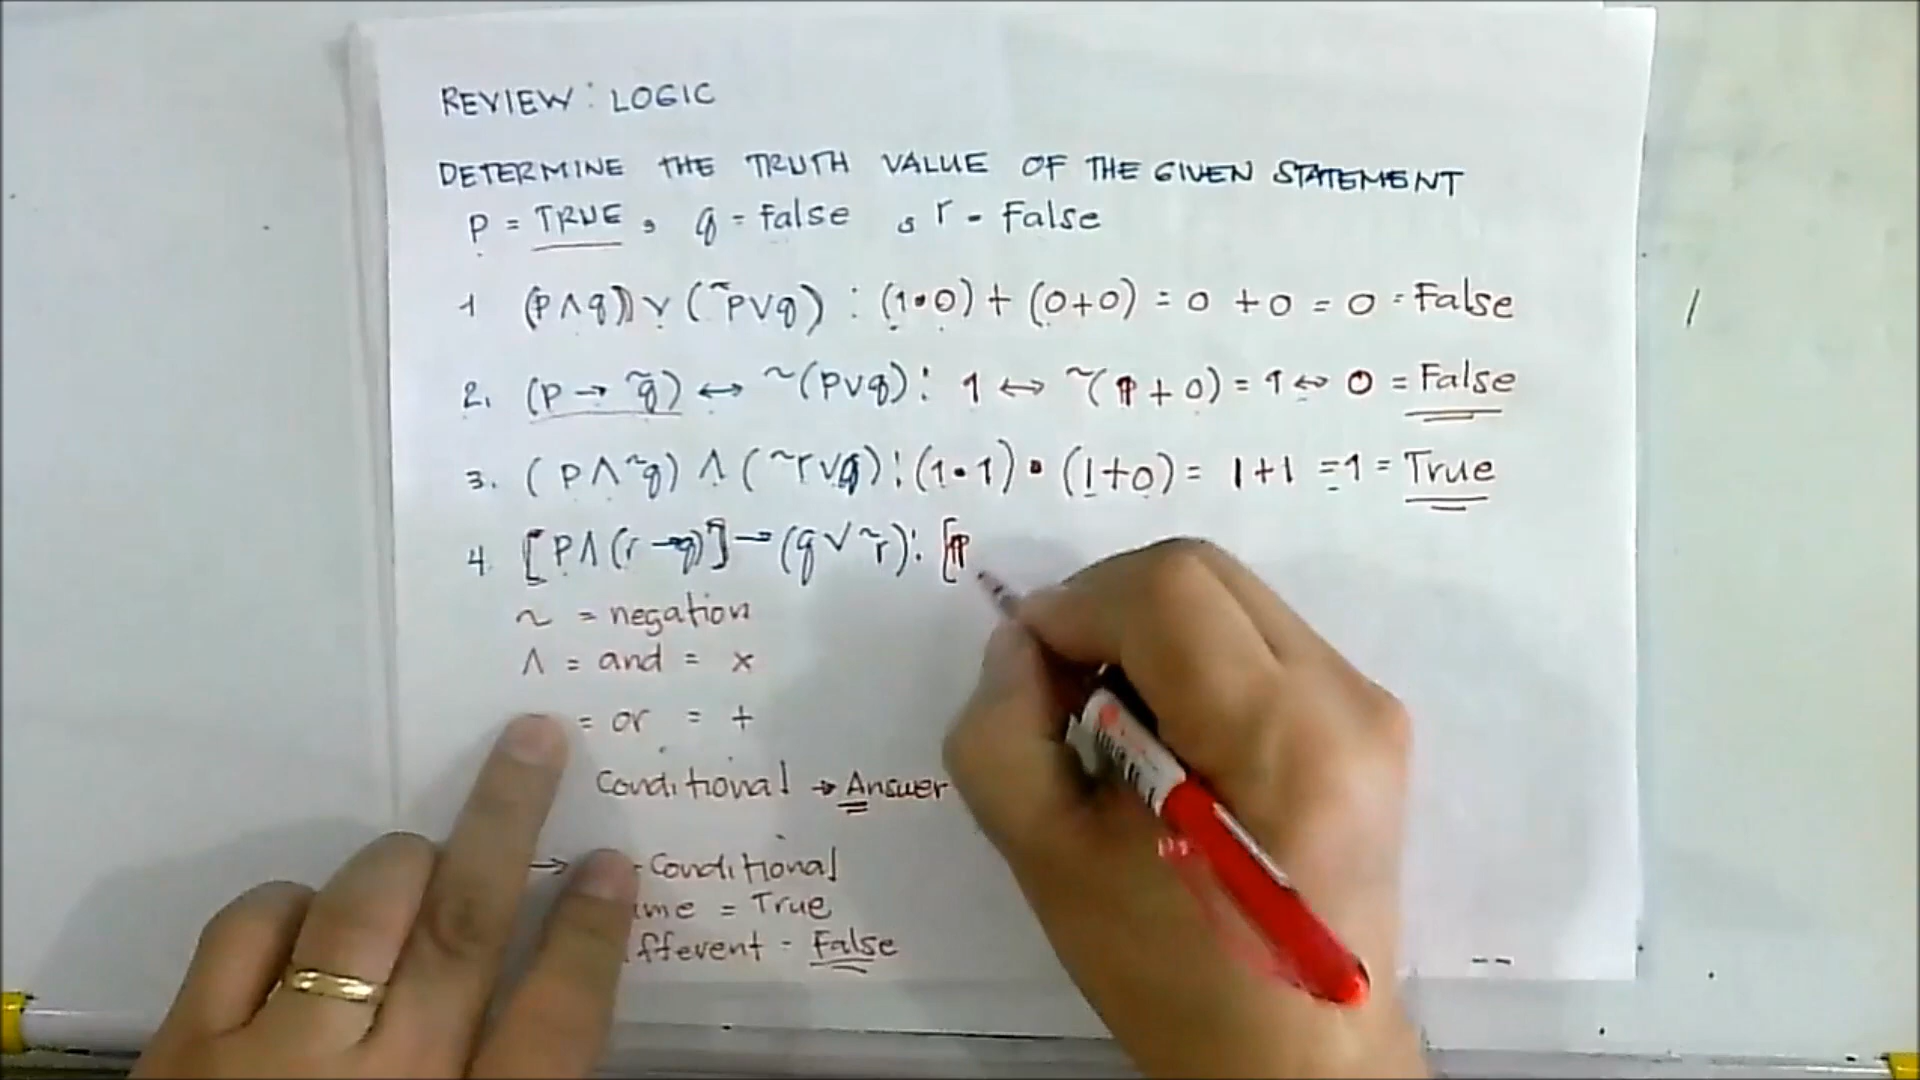 REVIEW : LOGIC
DETERMINE THE TRUTH VALUE OF THE GIVEN STATEMENT
p = TRUE , q = false , r = False
1 (p ∧ q) ∨ (~p ∨ q) : (1•0) + (0+0) = 0 + 0 = 0 = False
2. (p → ~q) ↔ ~(p ∨ q) : 1 ↔ ~(1 + 0) = 1 ↔ 0 = False
3. (p ∧ ~q) ∧ (~r ∨ q) : (1•1) • (1+0) = 1+1 = 1 = True
4. [P ∧ (r → q)] → (q ∨ ~r) : [1
~ = negation
∧ = and = x
= or = +
Conditional → Answer
→ - Conditional
= True
- False